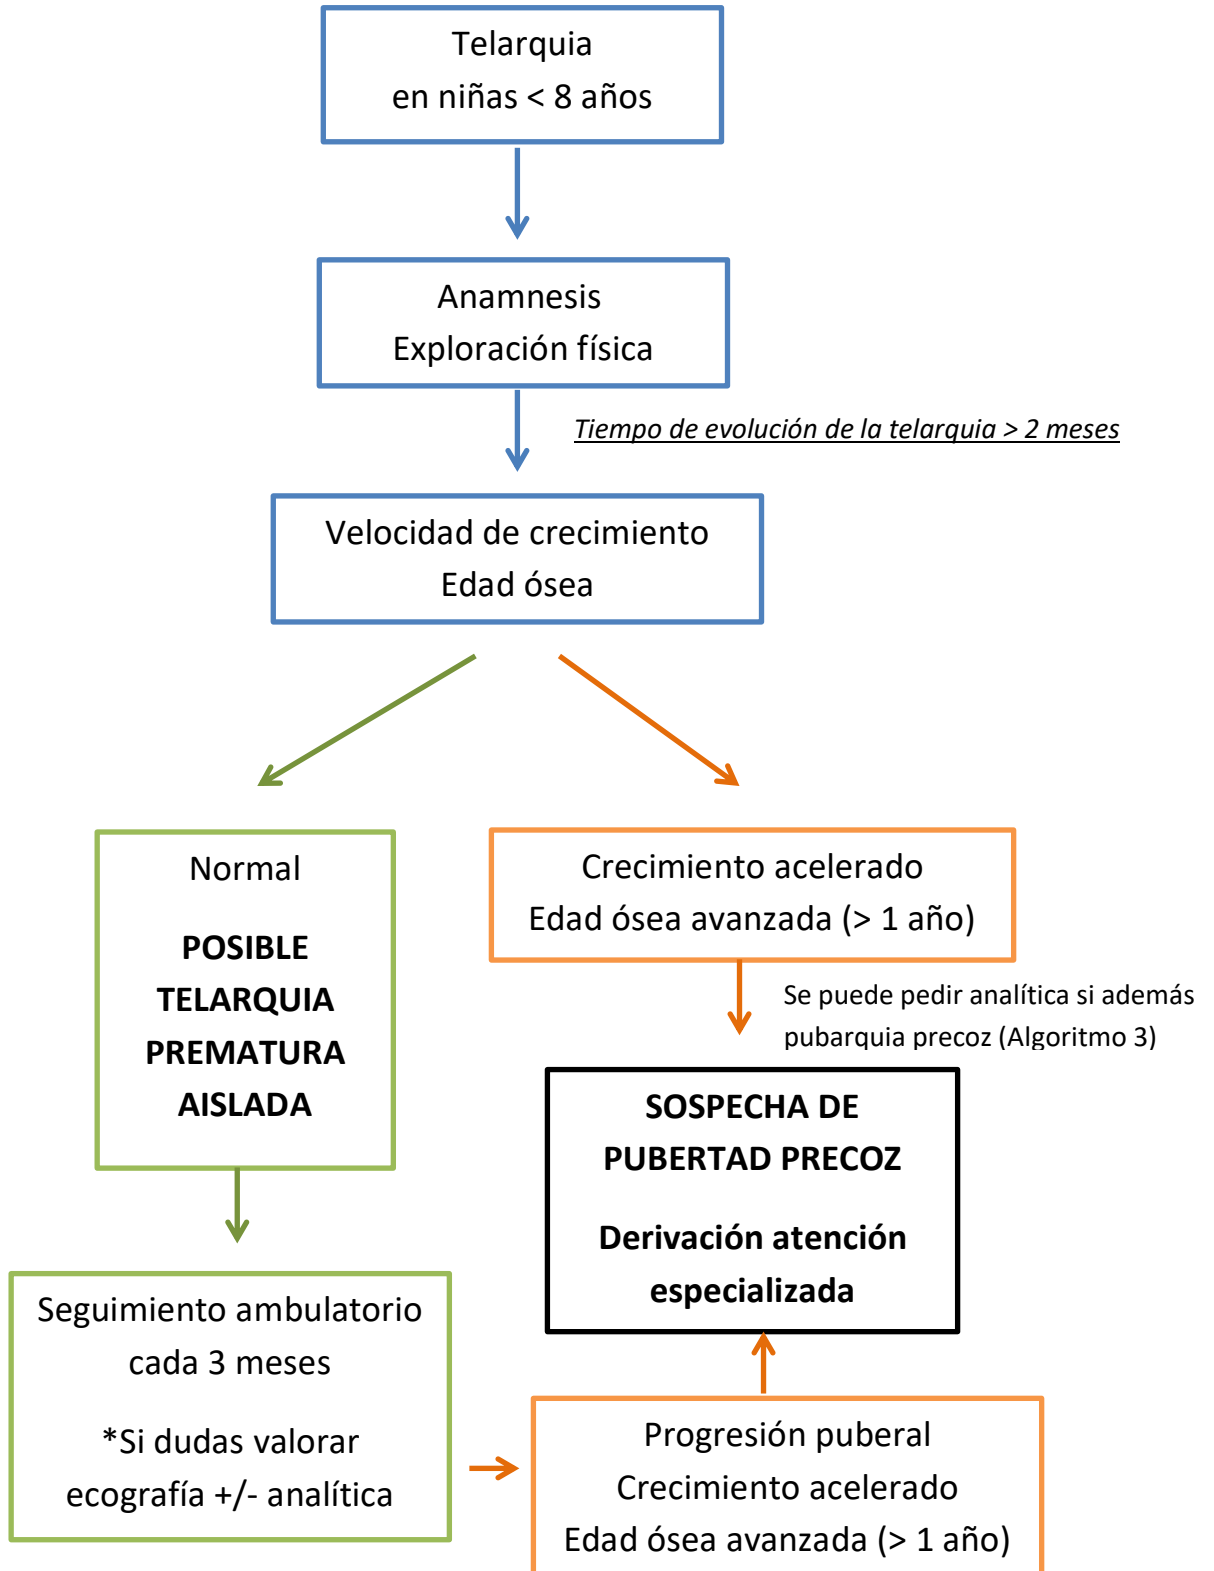 Telarquia
en niñas < 8 años
Anamnesis
Exploración física
Tiempo de evolución de la telarquia > 2 meses
Velocidad de crecimiento
Edad ósea
Normal
POSIBLE
TELARQUIA
PREMATURA
AISLADA
Crecimiento acelerado
Edad ósea avanzada (> 1 año)
Se puede pedir analítica si además
pubarquia precoz (Algoritmo 3)
SOSPECHA DE
PUBERTAD PRECOZ
Derivación atención
especializada
Seguimiento ambulatorio
cada 3 meses
*Si dudas valorar
ecografía +/- analítica
Progresión puberal
Crecimiento acelerado
Edad ósea avanzada (> 1 año)